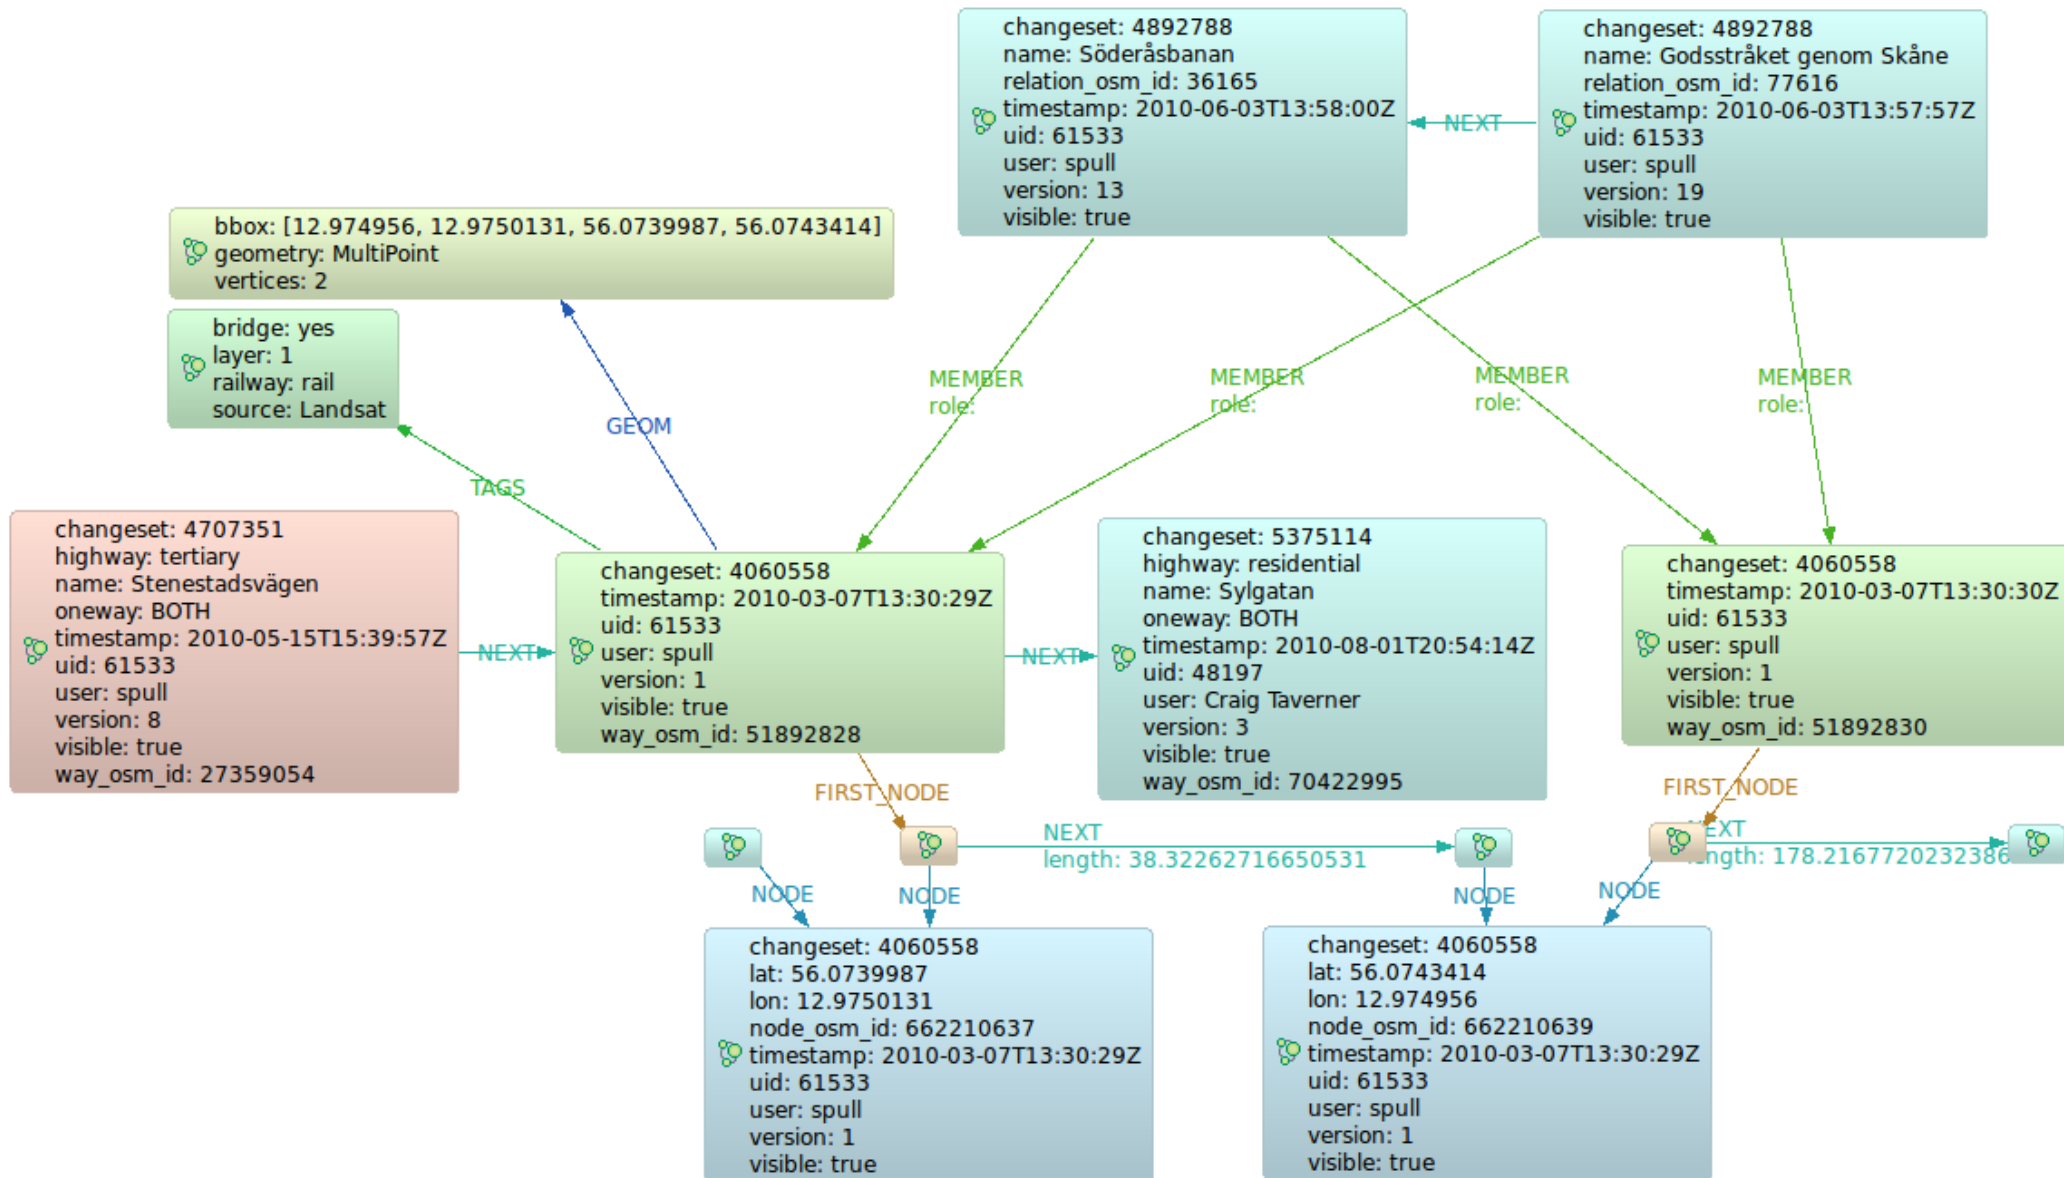 changeset: 4892788
name: Söderåsbanan
relation_osm_id: 36165
timestamp: 2010-06-03T13:58:00Z
uid: 61533
user: spull
version: 13
visible: true
NEXT
changeset: 4892788
name: Godsstråket genom Skåne
relation_osm_id: 77616
timestamp: 2010-06-03T13:57:57Z
uid: 61533
user: spull
version: 19
visible: true
bbox: [12.974956, 12.9750131, 56.0739987, 56.0743414]
geometry: MultiPoint
vertices: 2
bridge: yes
layer: 1
railway: rail
source: Landsat
GEOM
TAGS
MEMBER
role:
MEMBER
role:
MEMBER
role:
MEMBER
role:
changeset: 4707351
highway: tertiary
name: Stenestadsvägen
oneway: BOTH
timestamp: 2010-05-15T15:39:57Z
uid: 61533
user: spull
version: 8
visible: true
way_osm_id: 27359054
NEXT
changeset: 4060558
timestamp: 2010-03-07T13:30:29Z
uid: 61533
user: spull
version: 1
visible: true
way_osm_id: 51892828
NEXT
changeset: 5375114
highway: residential
name: Sylgatan
oneway: BOTH
timestamp: 2010-08-01T20:54:14Z
uid: 48197
user: Craig Taverner
version: 3
visible: true
way_osm_id: 70422995
changeset: 4060558
timestamp: 2010-03-07T13:30:30Z
uid: 61533
user: spull
version: 1
visible: true
way_osm_id: 51892830
FIRST_NODE
FIRST_NODE
NEXT
length: 38.32262716650531
NEXT
length: 178.2167720232386
NODE
NODE
NODE
NODE
changeset: 4060558
lat: 56.0739987
lon: 12.9750131
node_osm_id: 662210637
timestamp: 2010-03-07T13:30:29Z
uid: 61533
user: spull
version: 1
visible: true
changeset: 4060558
lat: 56.0743414
lon: 12.974956
node_osm_id: 662210639
timestamp: 2010-03-07T13:30:29Z
uid: 61533
user: spull
version: 1
visible: true